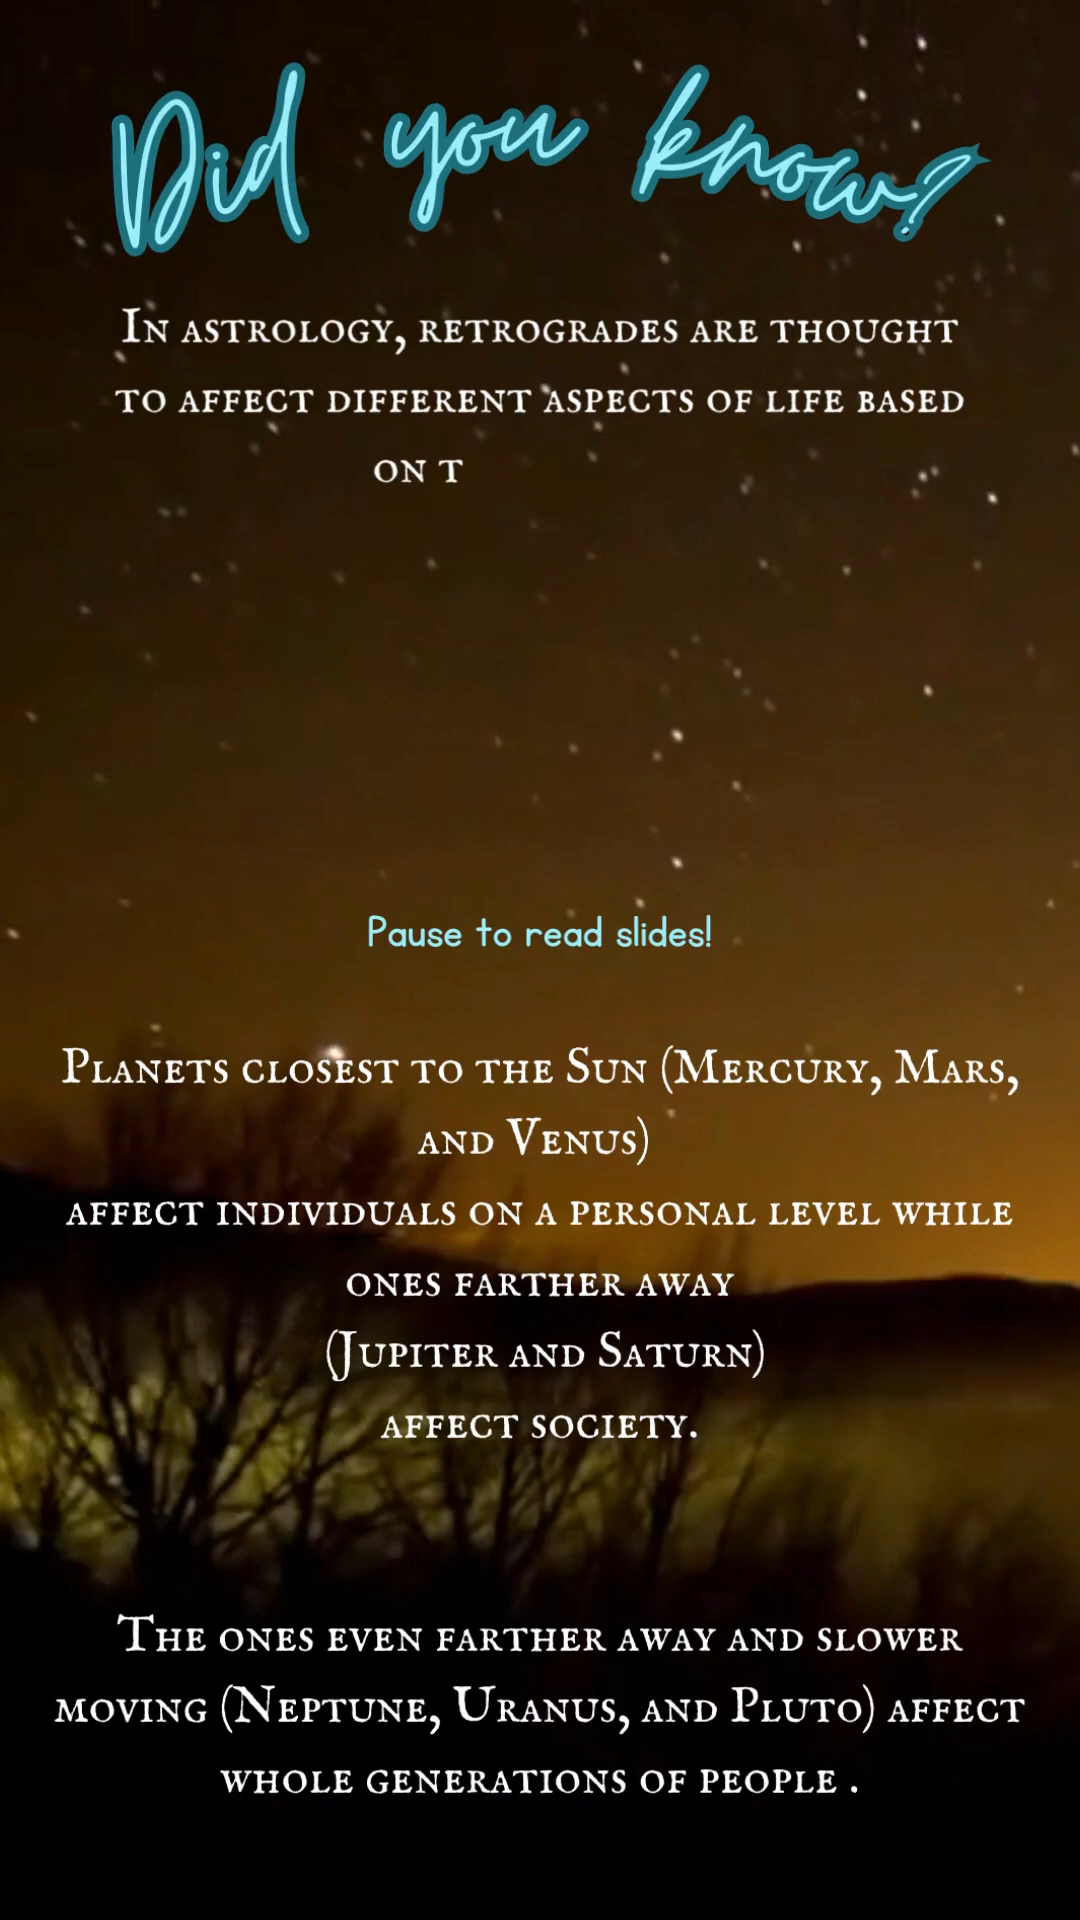 Did you know?
In astrology, retrogrades are thought
to affect different aspects of life based
on t
Pause to read slides!
Planets closest to the Sun (Mercury, Mars,
and Venus)
affect individuals on a personal level while
ones farther away
(Jupiter and Saturn)
affect society.
The ones even farther away and slower
moving (Neptune, Uranus, and Pluto) affect
whole generations of people .